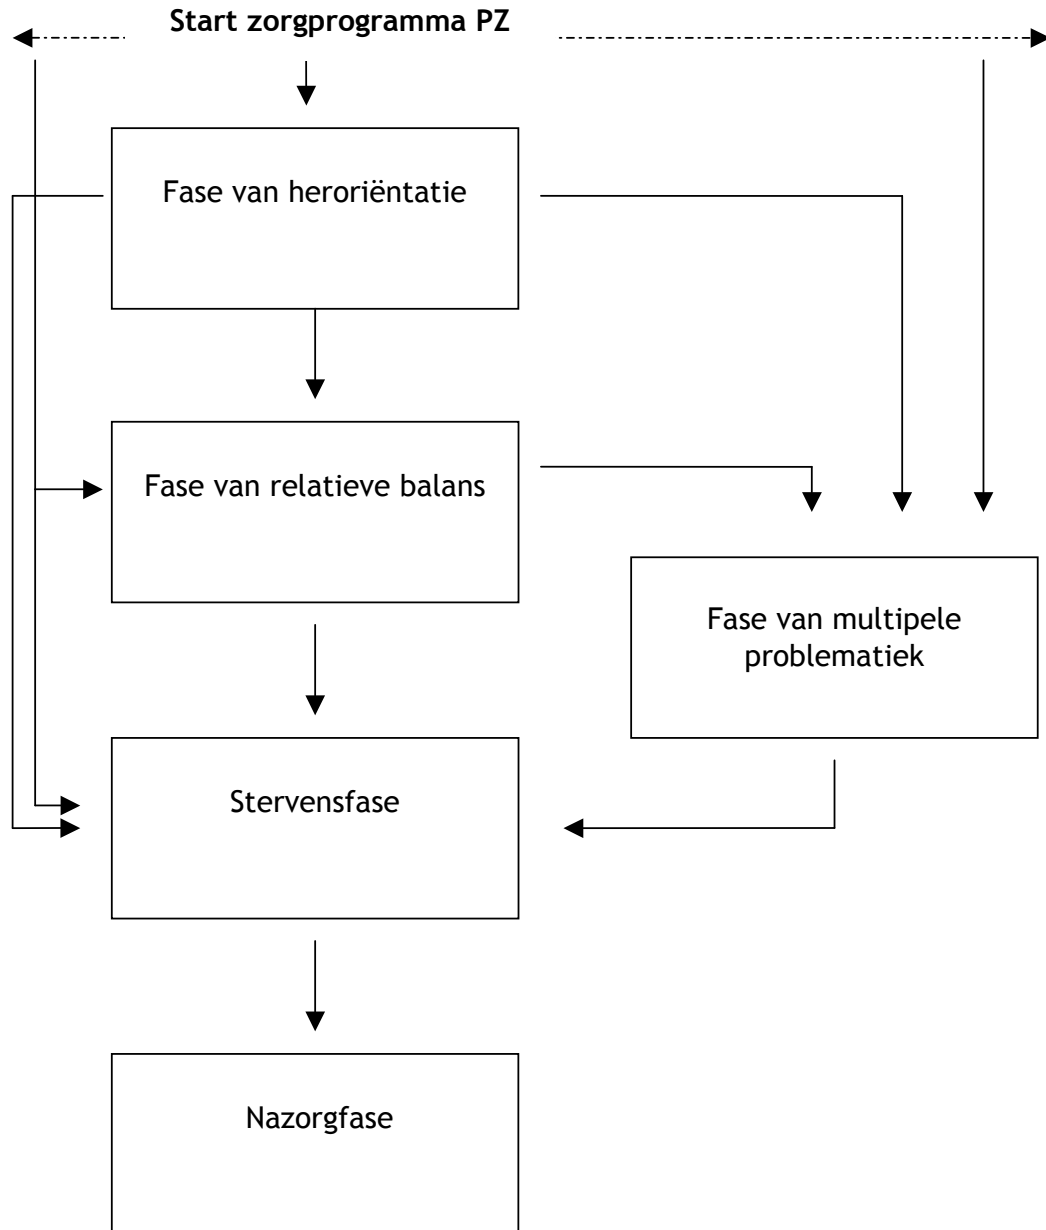 Start zorgprogramma PZ
Fase van heroriëntatie
Fase van relatieve balans
Fase van multipele
problematiek
Stervensfase
Nazorgfase